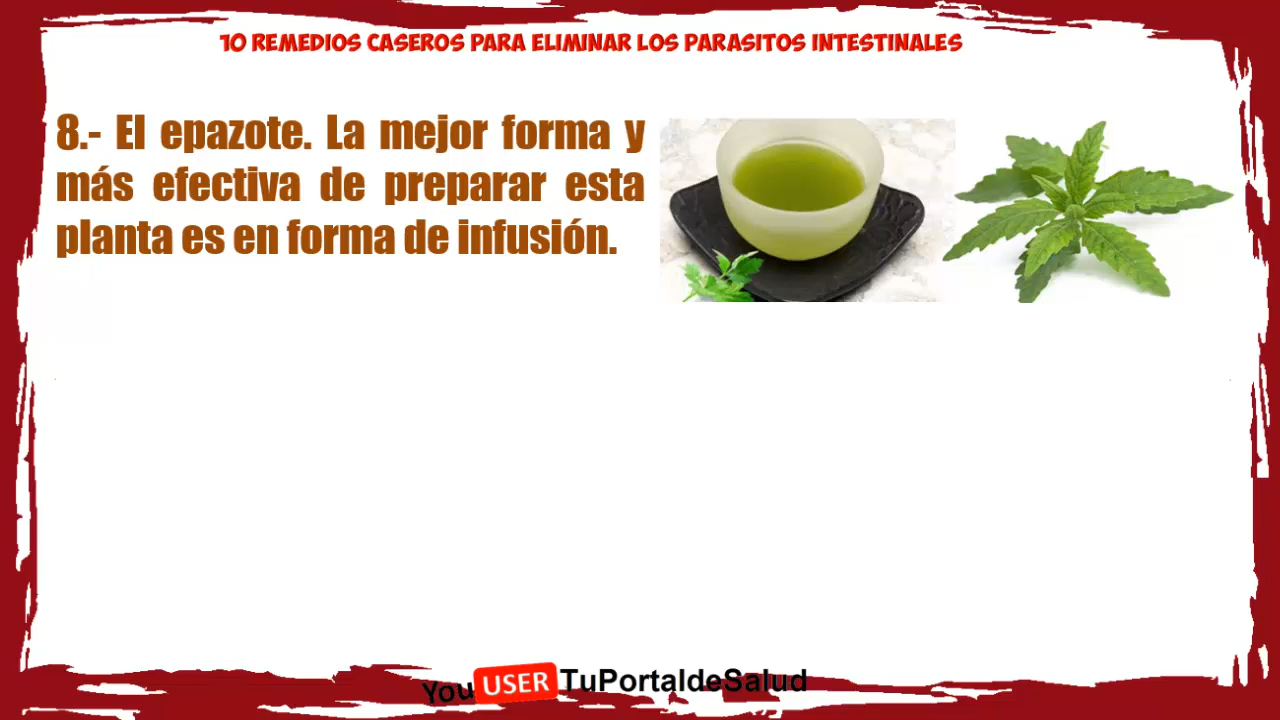 10 REMEDIOS CASEROS PARA ELIMINAR LOS PARASITOS INTESTINALES
8.- El epazote. La mejor forma y
más efectiva de preparar esta
planta es en forma de infusión.
You USER TuPortaldeSalud